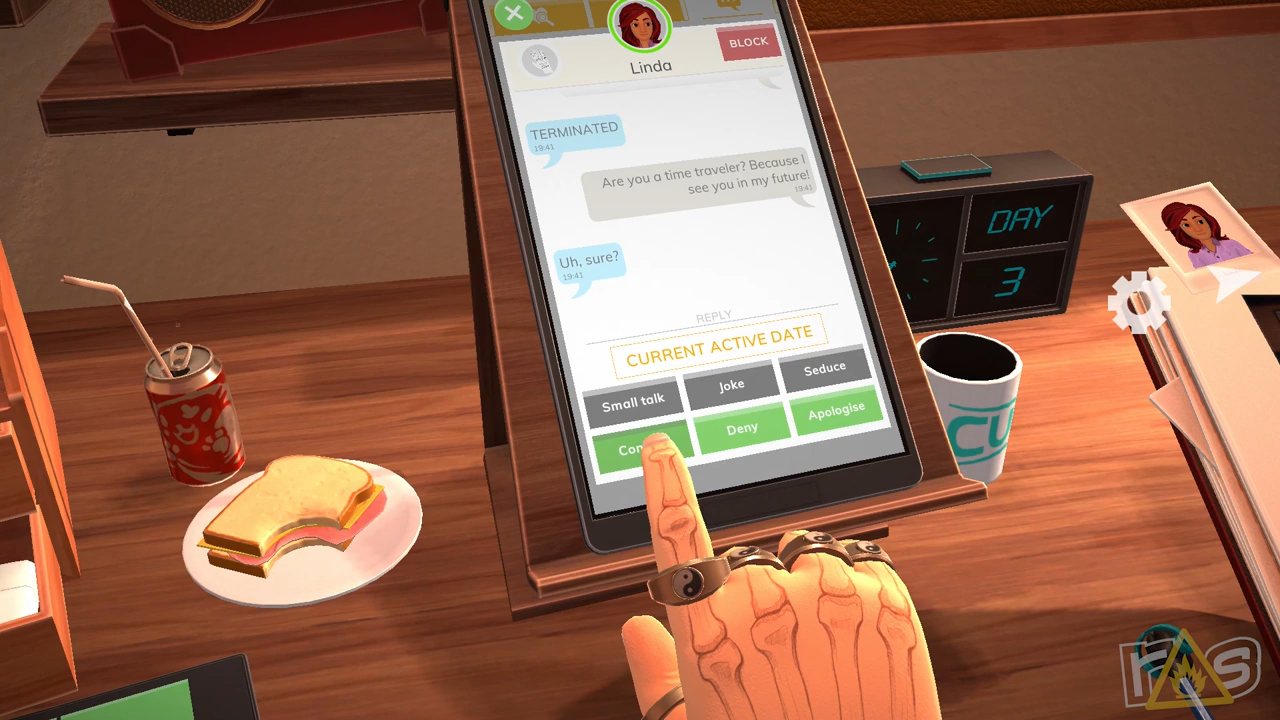 BLOCK
Linda
TERMINATED
19:41
Are you a time traveler? Because I
see you in my future!
19:41
Uh, sure?
19:41
REPLY
CURRENT ACTIVE DATE
Small talk
Joke
Seduce
Deny
Apologise
DAY
3